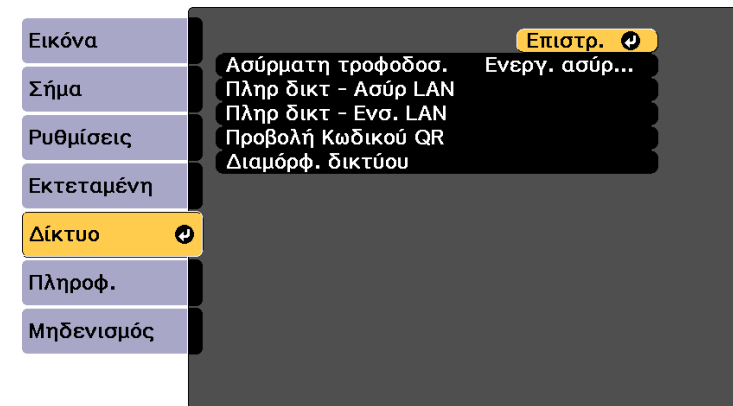 Εικόνα
Σήμα
Ρυθμίσεις
Εκτεταμένη
Δίκτυο
Πληροφ.
Μηδενισμός
Επιστρ.
Ασύρματη τροφοδοσ. Ενεργ. ασύρ...
Πληρ δικτ - Ασύρ LAN
Πληρ δικτ - Ενσ. LAN
Προβολή Κωδικού QR
Διαμόρφ. δικτύου